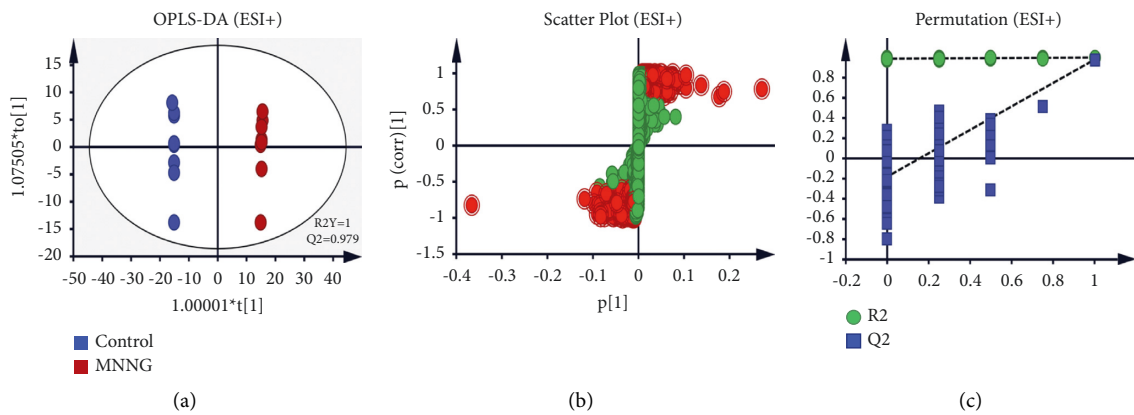 OPLS-DA (ESI+)
15
10
5
0
-5
-10
-15
-20
1.07505*to[1]
R2Y=1
Q2=0.979
-50 -40 -30 -20 -10 0 10 20 30 40
1.00001*t[1]
Control
MNNG
(a)
Scatter Plot (ESI+)
1
0.5
0
-0.5
-1
-1.5
p (corr)[1]
-0.4 -0.3 -0.2 -0.1 0 0.1 0.2
p[1]
(b)
Permutation (ESI+)
0.8
0.6
0.4
0.2
0
-0.2
-0.4
-0.6
-0.8
-1
-0.2 0 0.2 0.4 0.6 0.8 1
R2
Q2
(c)